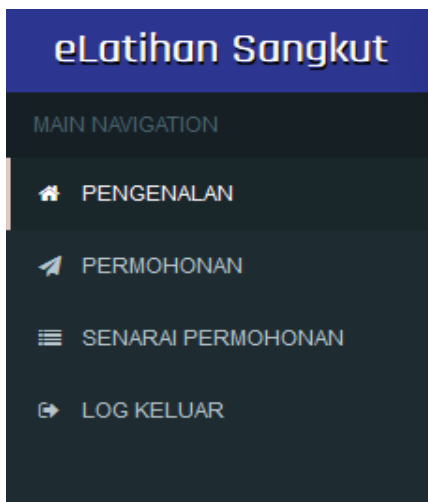 eLatihan Sangkut
MAIN NAVIGATION
PENGENALAN
PERMOHONAN
SENARAI PERMOHONAN
LOG KELUAR